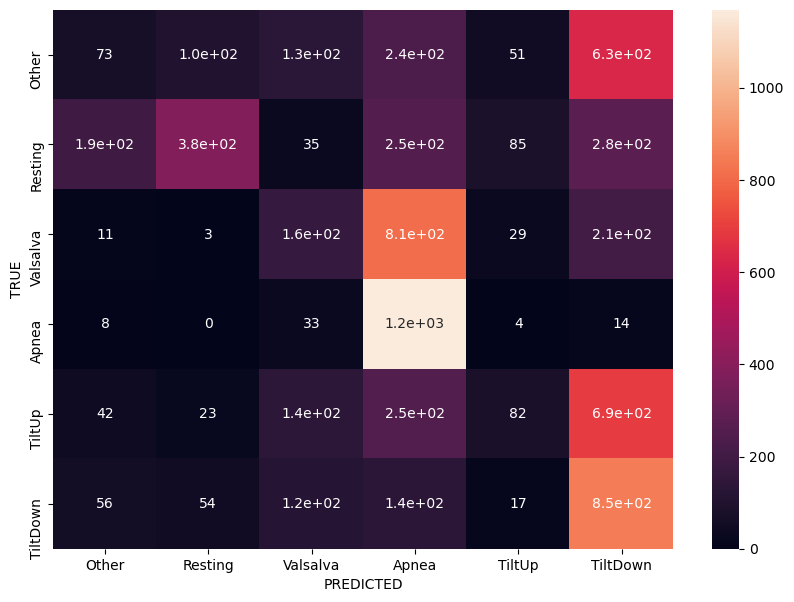 TRUE
Other 73 1.0e+02 1.3e+02 2.4e+02 51 6.3e+02
Resting 1.9e+02 3.8e+02 35 2.5e+02 85 2.8e+02
Valsalva 11 3 1.6e+02 8.1e+02 29 2.1e+02
Apnea 8 0 33 1.2e+03 4 14
TiltUp 42 23 1.4e+02 2.5e+02 82 6.9e+02
TiltDown 56 54 1.2e+02 1.4e+02 17 8.5e+02
Other Resting Valsalva Apnea TiltUp TiltDown
PREDICTED
1000
800
600
400
200
0